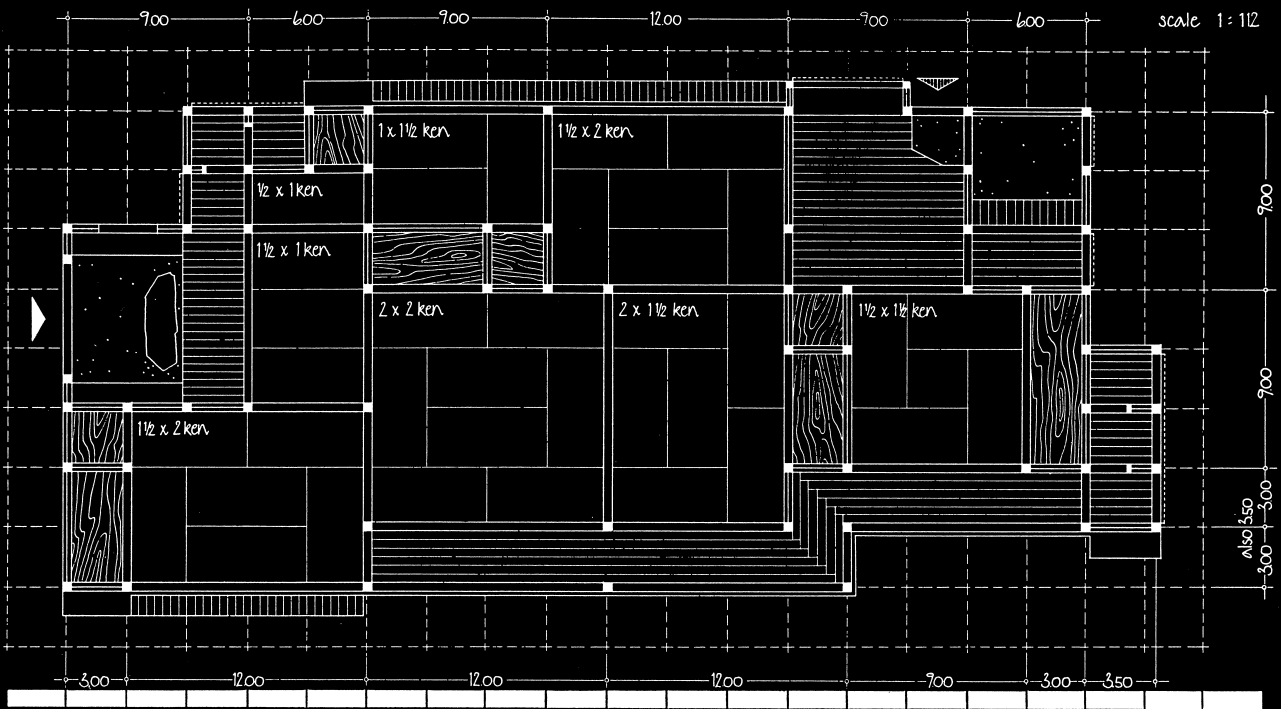 9.00 6.00 9.00 12.00 9.00 6.00 scale 1:112
1 x 1½ ken 1½ x 2 ken
½ x 1 ken
1½ x 1 ken
2 x 2 ken 2 x 1½ ken 1½ x 1½ ken
1½ x 2 ken
9.00
9.00
3.00
also 3.50
3.00
3.00 12.00 12.00 12.00 9.00 3.00 3.50